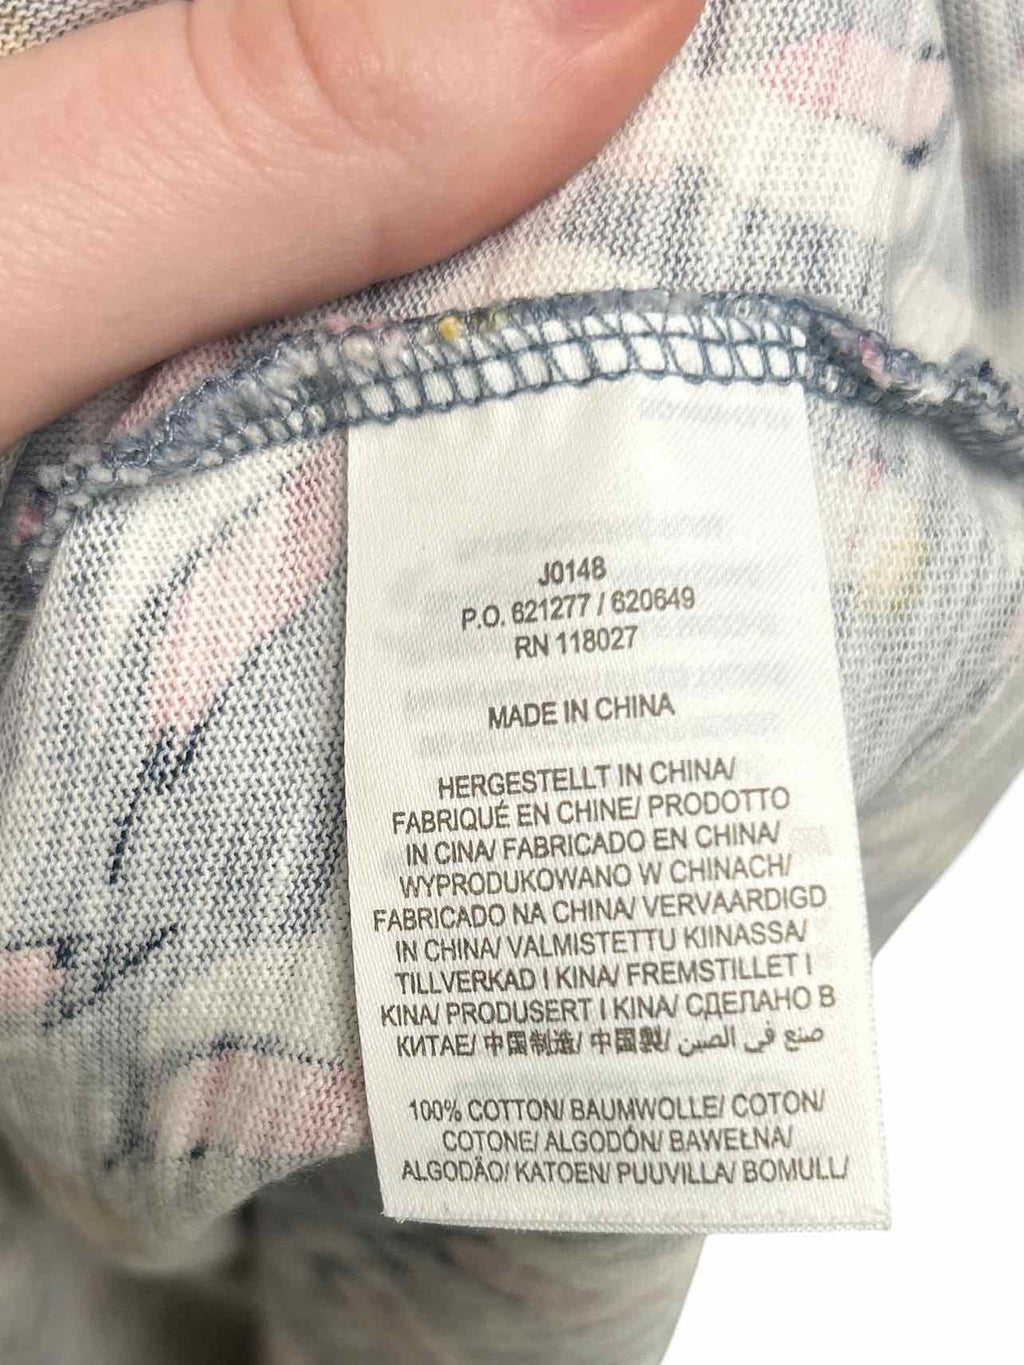 J0148
P.O. 621277 / 620649
RN 118027
MADE IN CHINA
HERGESTELLT IN CHINA/
FABRIQUÉ EN CHINE/ PRODOTTO
IN CINA/ FABRICADO EN CHINA/
WYPRODUKOWANO W CHINACH/
FABRICADO NA CHINA/ VERVAARDIGD
IN CHINA/ VALMISTETTU KIINASSA/
TILLVERKAD I KINA/ FREMSTILLET I
KINA/ PRODUSERT I KINA/ СДЕЛАНО В
КИТАЕ/ 中国制造/ 中國製/ صنع في الصين
100% COTTON/ BAUMWOLLE/ COTON/
COTONE/ ALGODÓN/ BAWEŁNA/
ALGODÃO/ KATOEN/ PUUVILLA/ BOMULL/